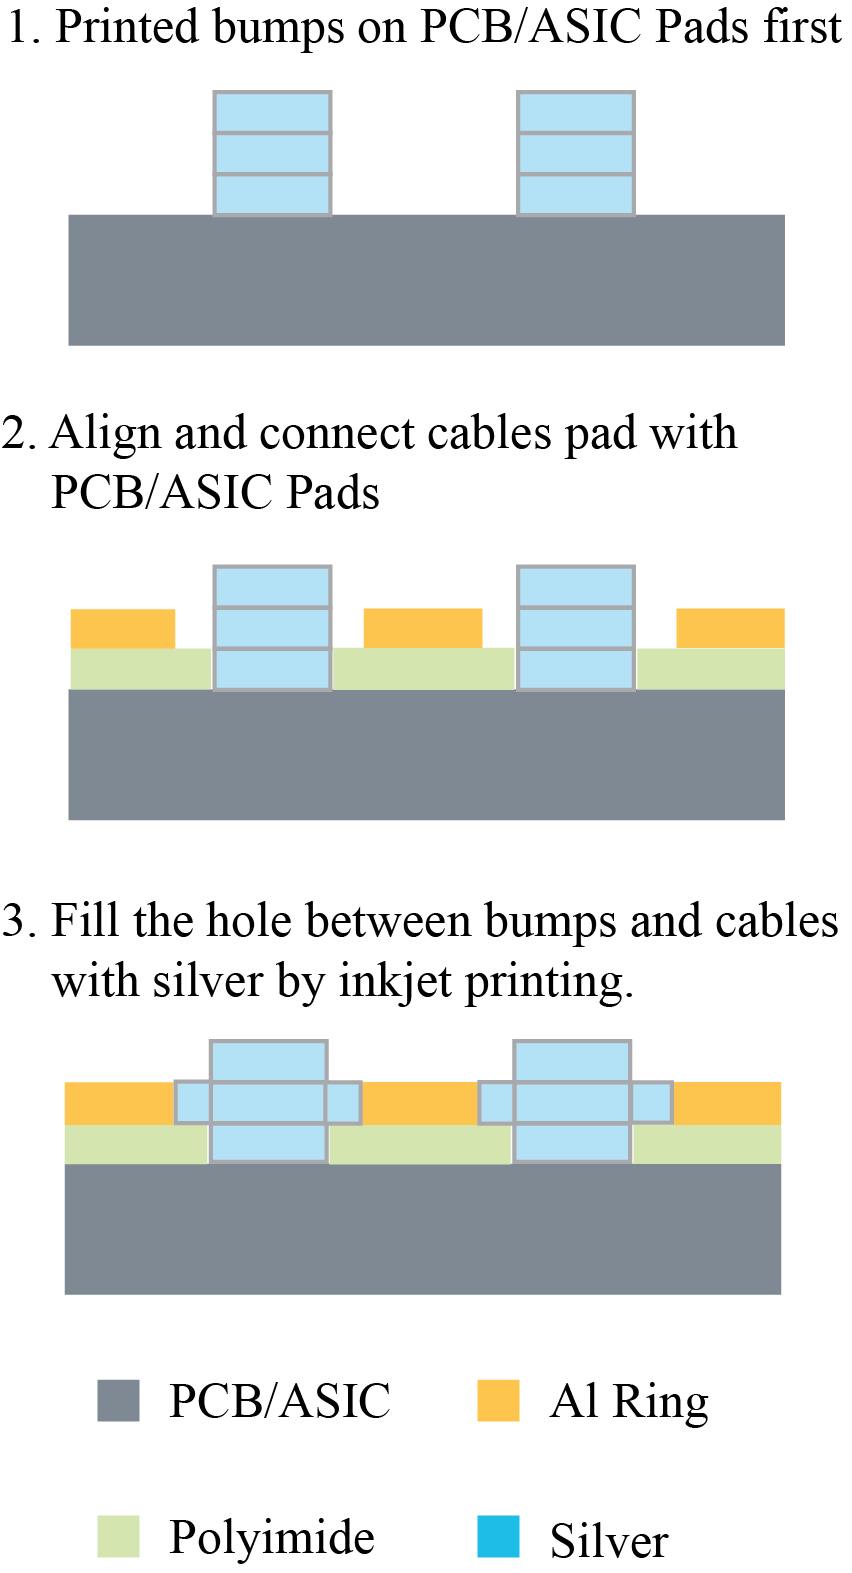 1. Printed bumps on PCB/ASIC Pads first
2. Align and connect cables pad with
PCB/ASIC Pads
3. Fill the hole between bumps and cables
with silver by inkjet printing.
PCB/ASIC
Al Ring
Polyimide
Silver